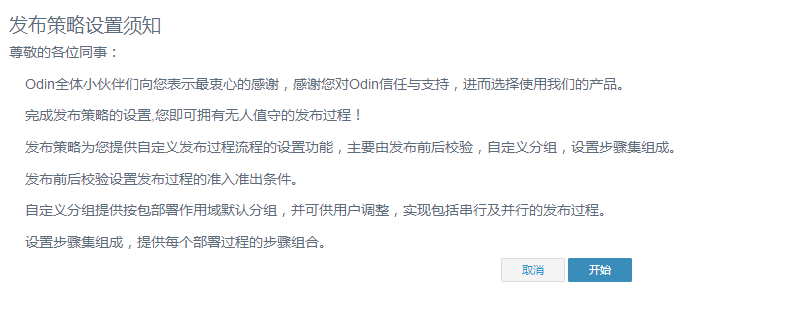 发布策略设置须知
尊敬的各位同事：
Odin全体小伙伴们向您表示最衷心的感谢，感谢您对Odin信任与支持，进而选择使用我们的产品。
完成发布策略的设置,您即可拥有无人值守的发布过程！
发布策略为您提供自定义发布过程流程的设置功能，主要由发布前后校验，自定义分组，设置步骤集组成。
发布前后校验设置发布过程的准入准出条件。
自定义分组提供按包部署作用域默认分组，并可供用户调整，实现包括串行及并行的发布过程。
设置步骤集组成，提供每个部署过程的步骤组合。
取消 开始